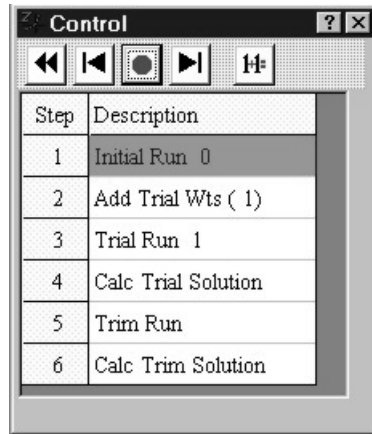 Control
Step Description
1 Initial Run 0
2 Add Trial Wts ( 1)
3 Trial Run 1
4 Calc Trial Solution
5 Trim Run
6 Calc Trim Solution